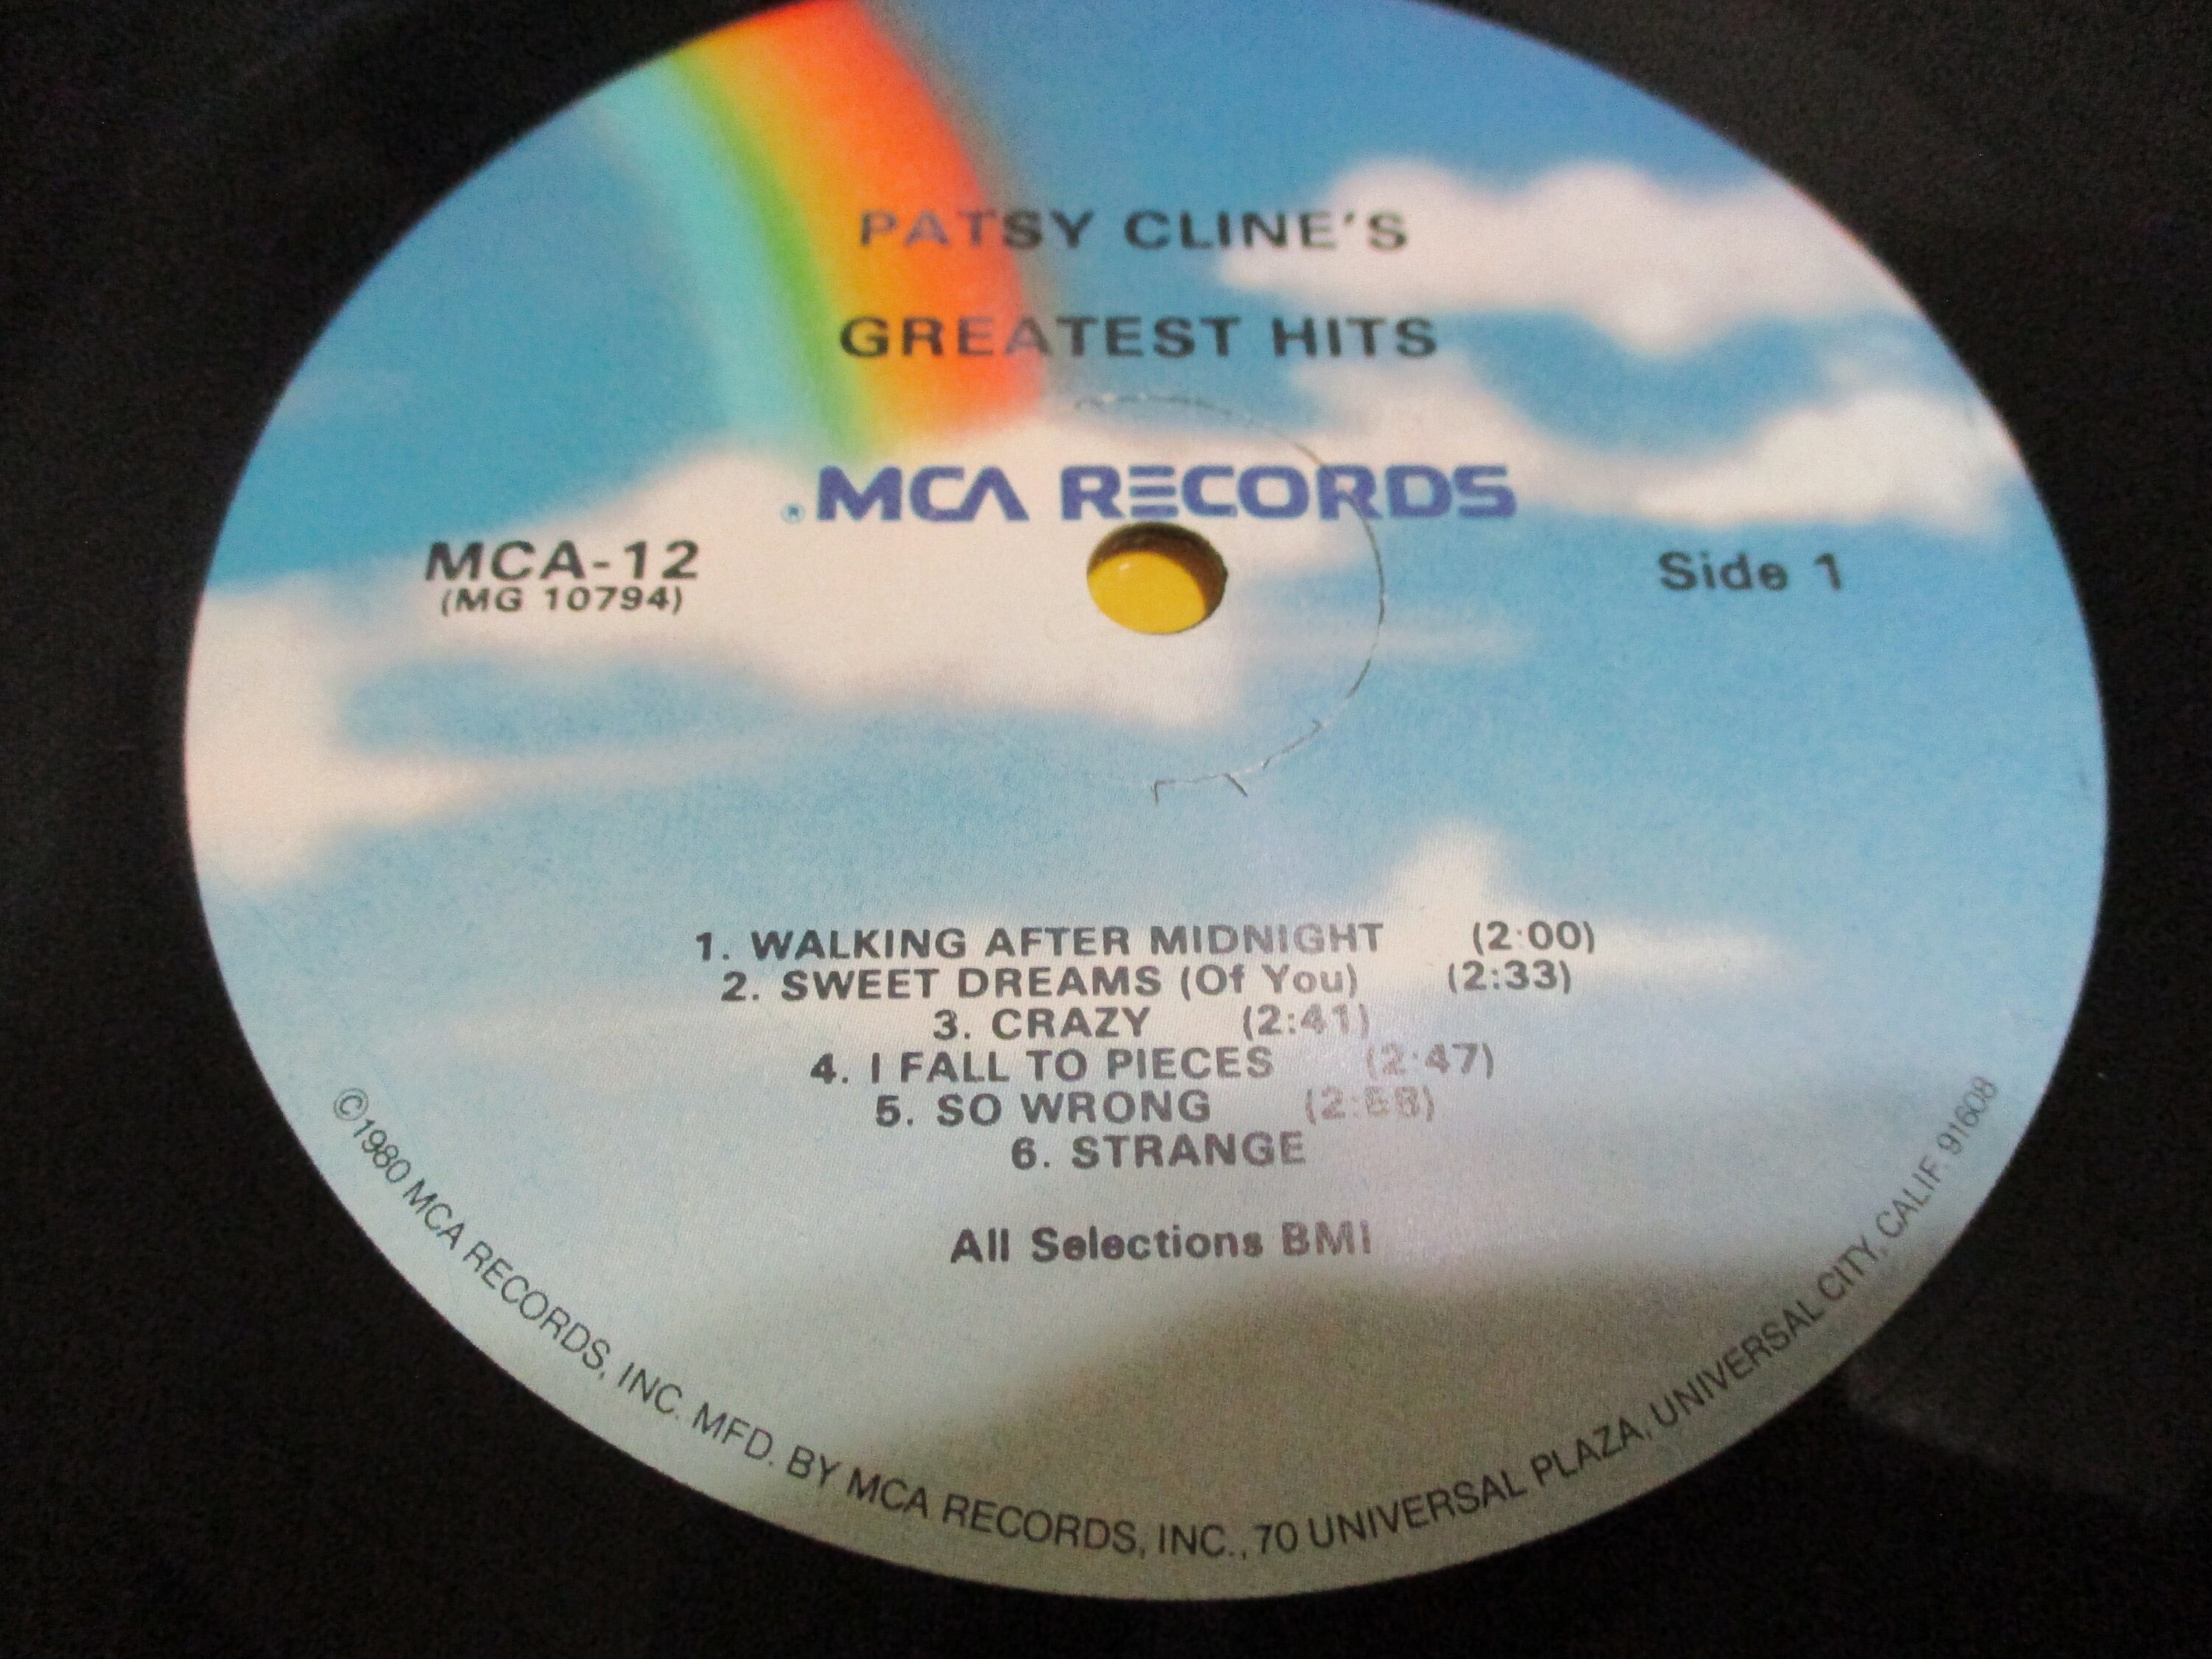 PATSY CLINE'S
GREATEST HITS
® MCA RECORDS
MCA-12
(MG 10794)
Side 1
1. WALKING AFTER MIDNIGHT (2:00)
2. SWEET DREAMS (Of You) (2:33)
3. CRAZY (2:41)
4. I FALL TO PIECES (2:47)
5. SO WRONG
6. STRANGE
All Selections BMI
©1980 MCA RECORDS, INC. MFD. BY MCA RECORDS, INC., 70 UNIVERSAL PLAZA, UNIVERSAL CITY, CALIF. 91608